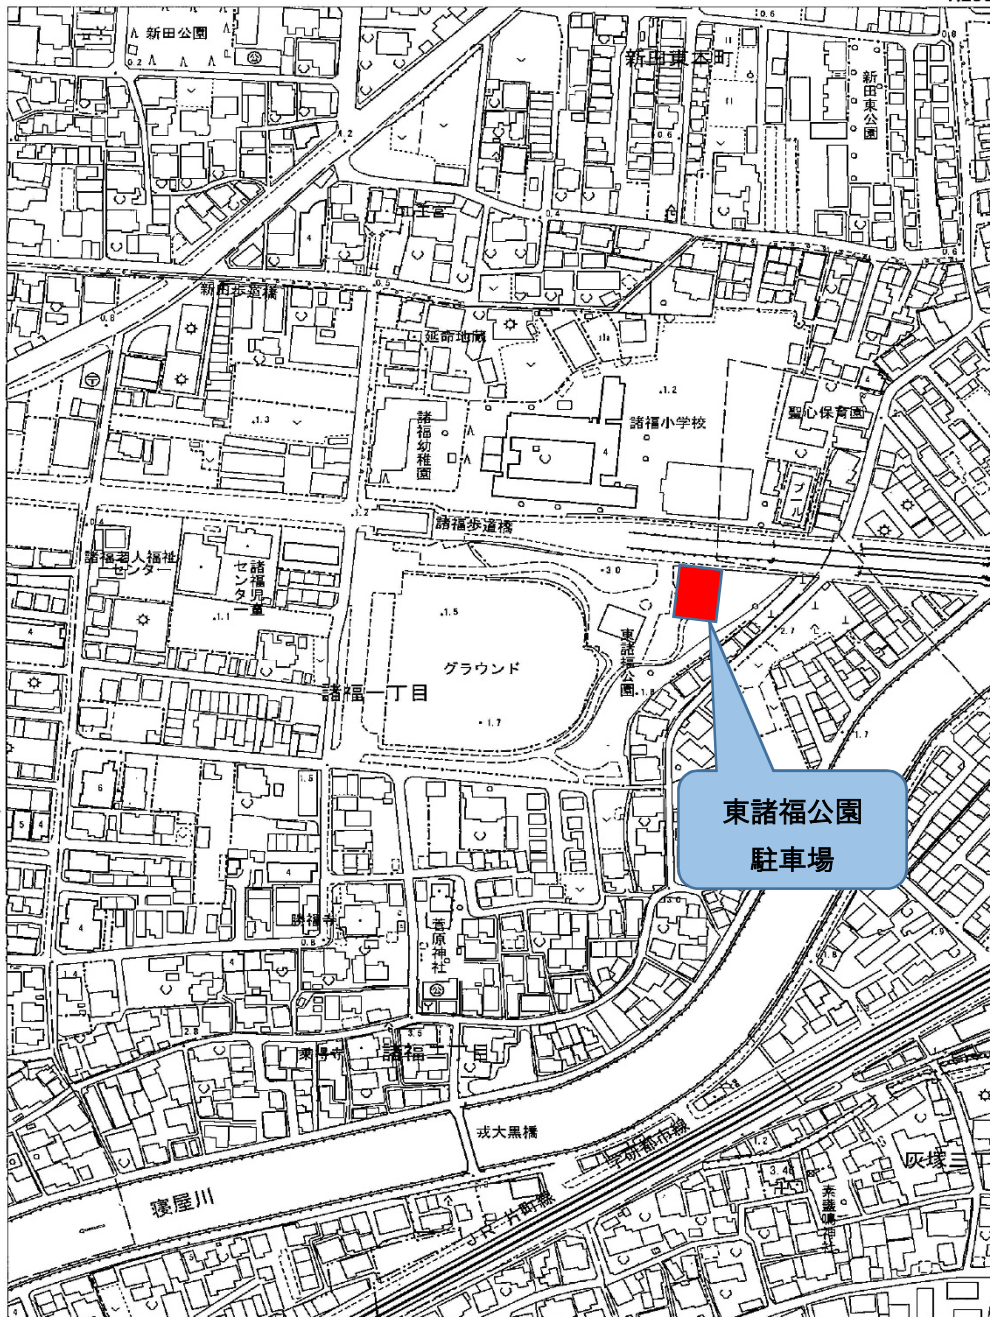 新田公園
新田東本町
新田東公園
山王宮
新田歩道橋
延命地蔵
諸福幼稚園
諸福小学校
聖心保育園
プール
諸福歩道橋
諸福老人福祉
センター
諸福児童
センター
グラウンド
東諸福公園
諸福一丁目
東諸福公園
駐車場
勝福寺
菅原神社
諸福二丁目
戎大黒橋
寝屋川
JR片町線
学研都市線
灰塚三丁
素盞嗚神社